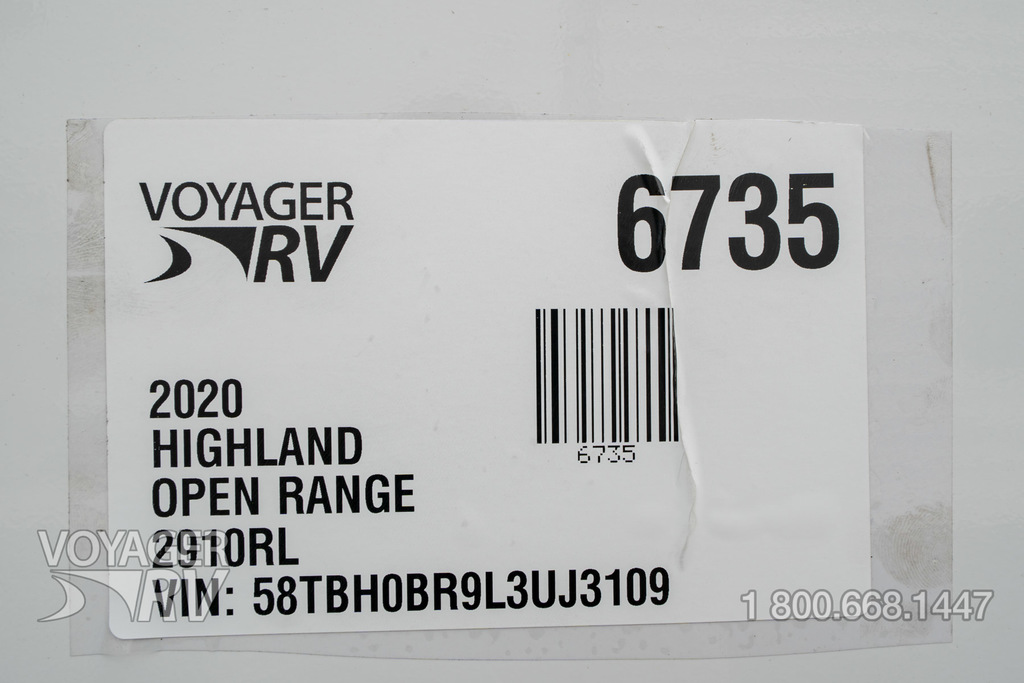 VOYAGER
RV
6735
6735
2020
HIGHLAND
OPEN RANGE
2910RL
VIN: 58TBH0BR9L3UJ3109
VOYAGER
RV
1 800.668.1447